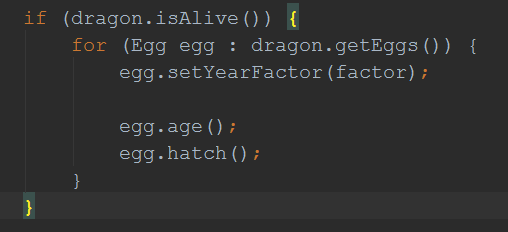 if (dragon.isAlive()) {
    for (Egg egg : dragon.getEggs()) {
        egg.setYearFactor(factor);

        egg.age();
        egg.hatch();
    }
}